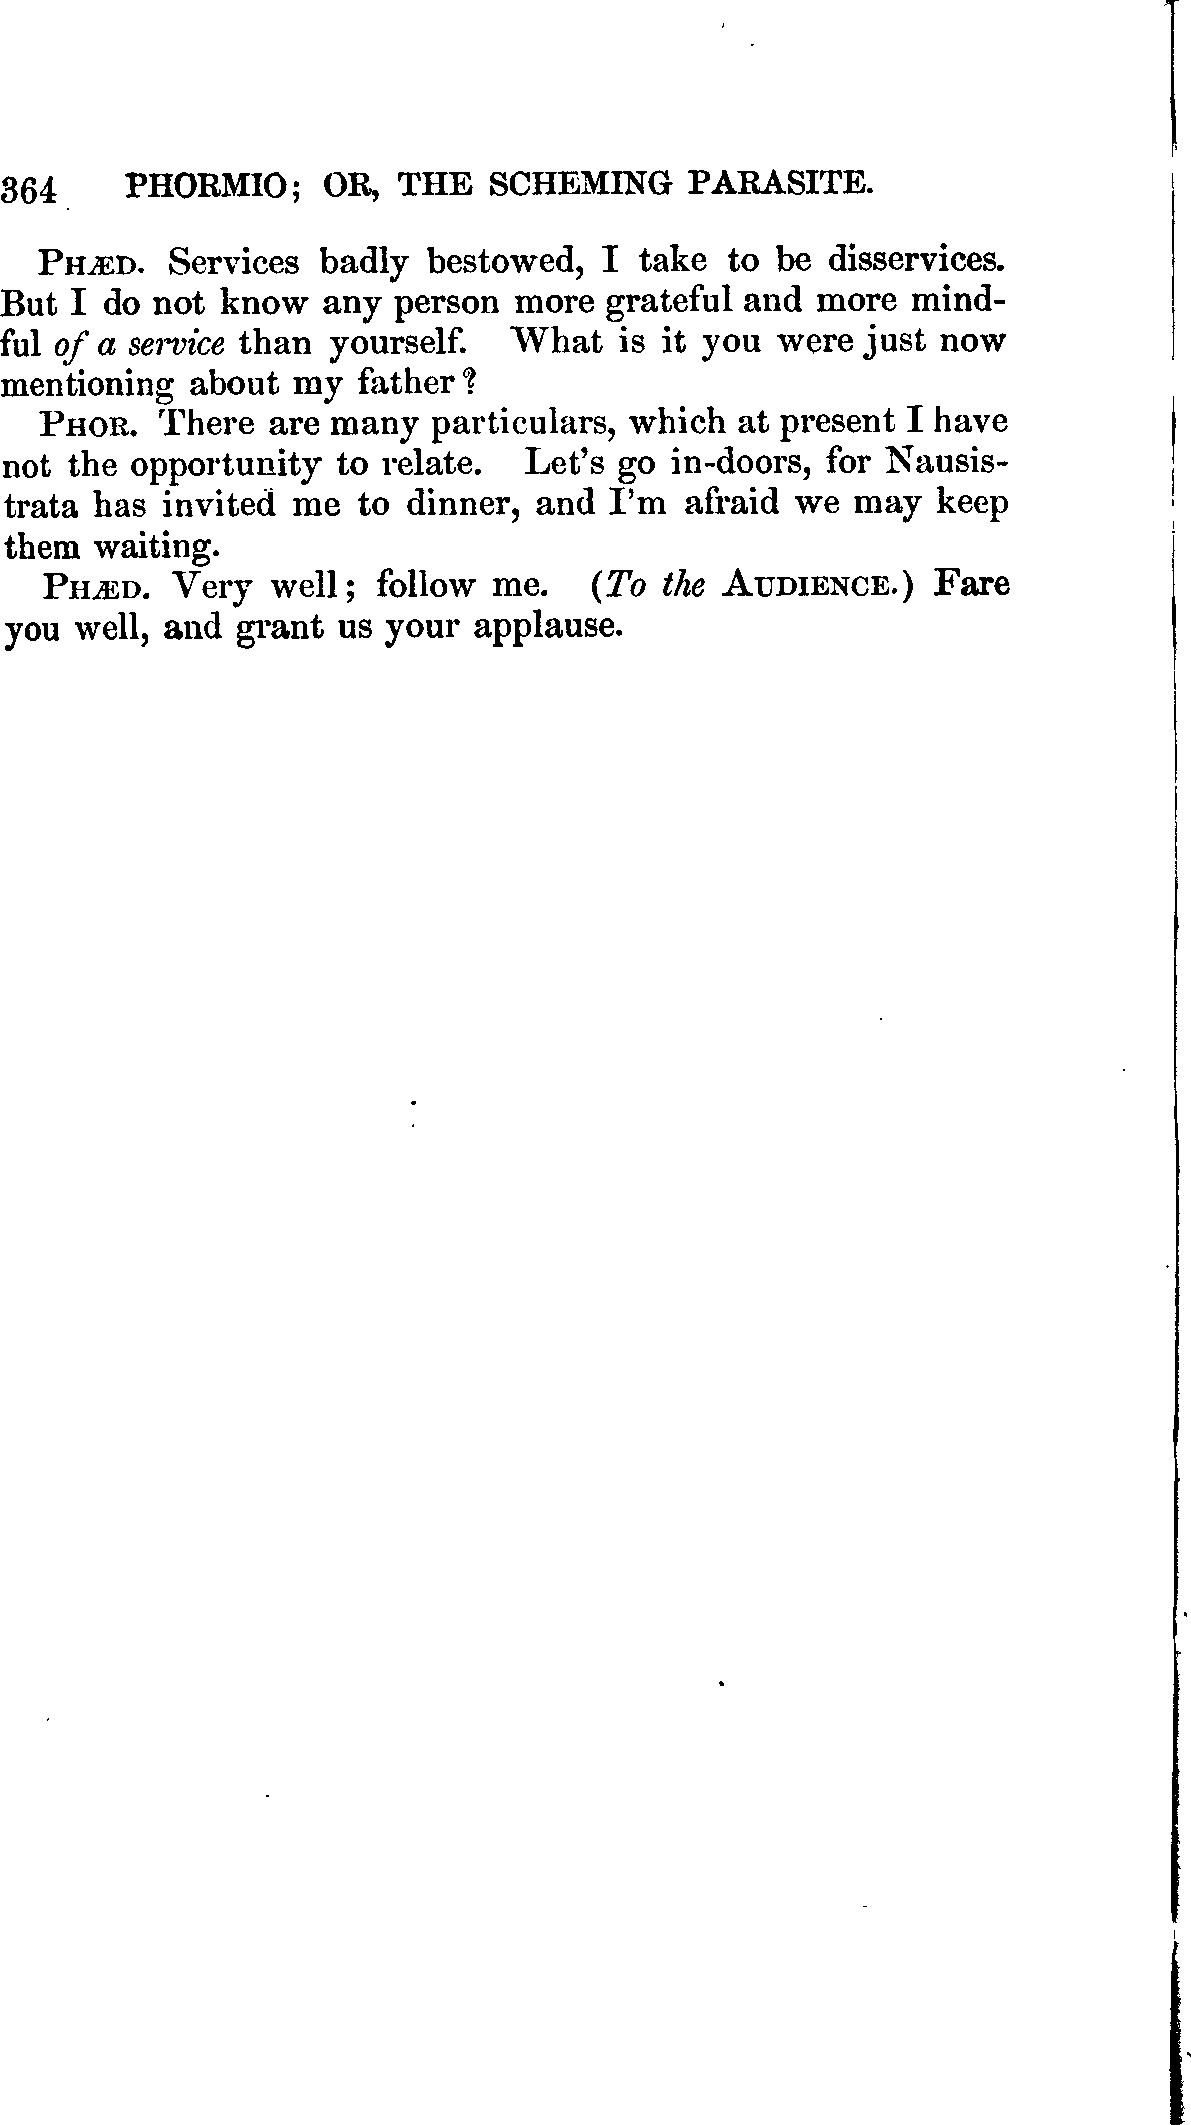 364 PHORMIO; OR, THE SCHEMING PARASITE.
PHÆD. Services badly bestowed, I take to be disservices.
But I do not know any person more grateful and more mind-
ful of a service than yourself. What is it you were just now
mentioning about my father?
PHOR. There are many particulars, which at present I have
not the opportunity to relate. Let's go in-doors, for Nausis-
trata has invited me to dinner, and I'm afraid we may keep
them waiting.
PHÆD. Very well; follow me. (To the AUDIENCE.) Fare
you well, and grant us your applause.